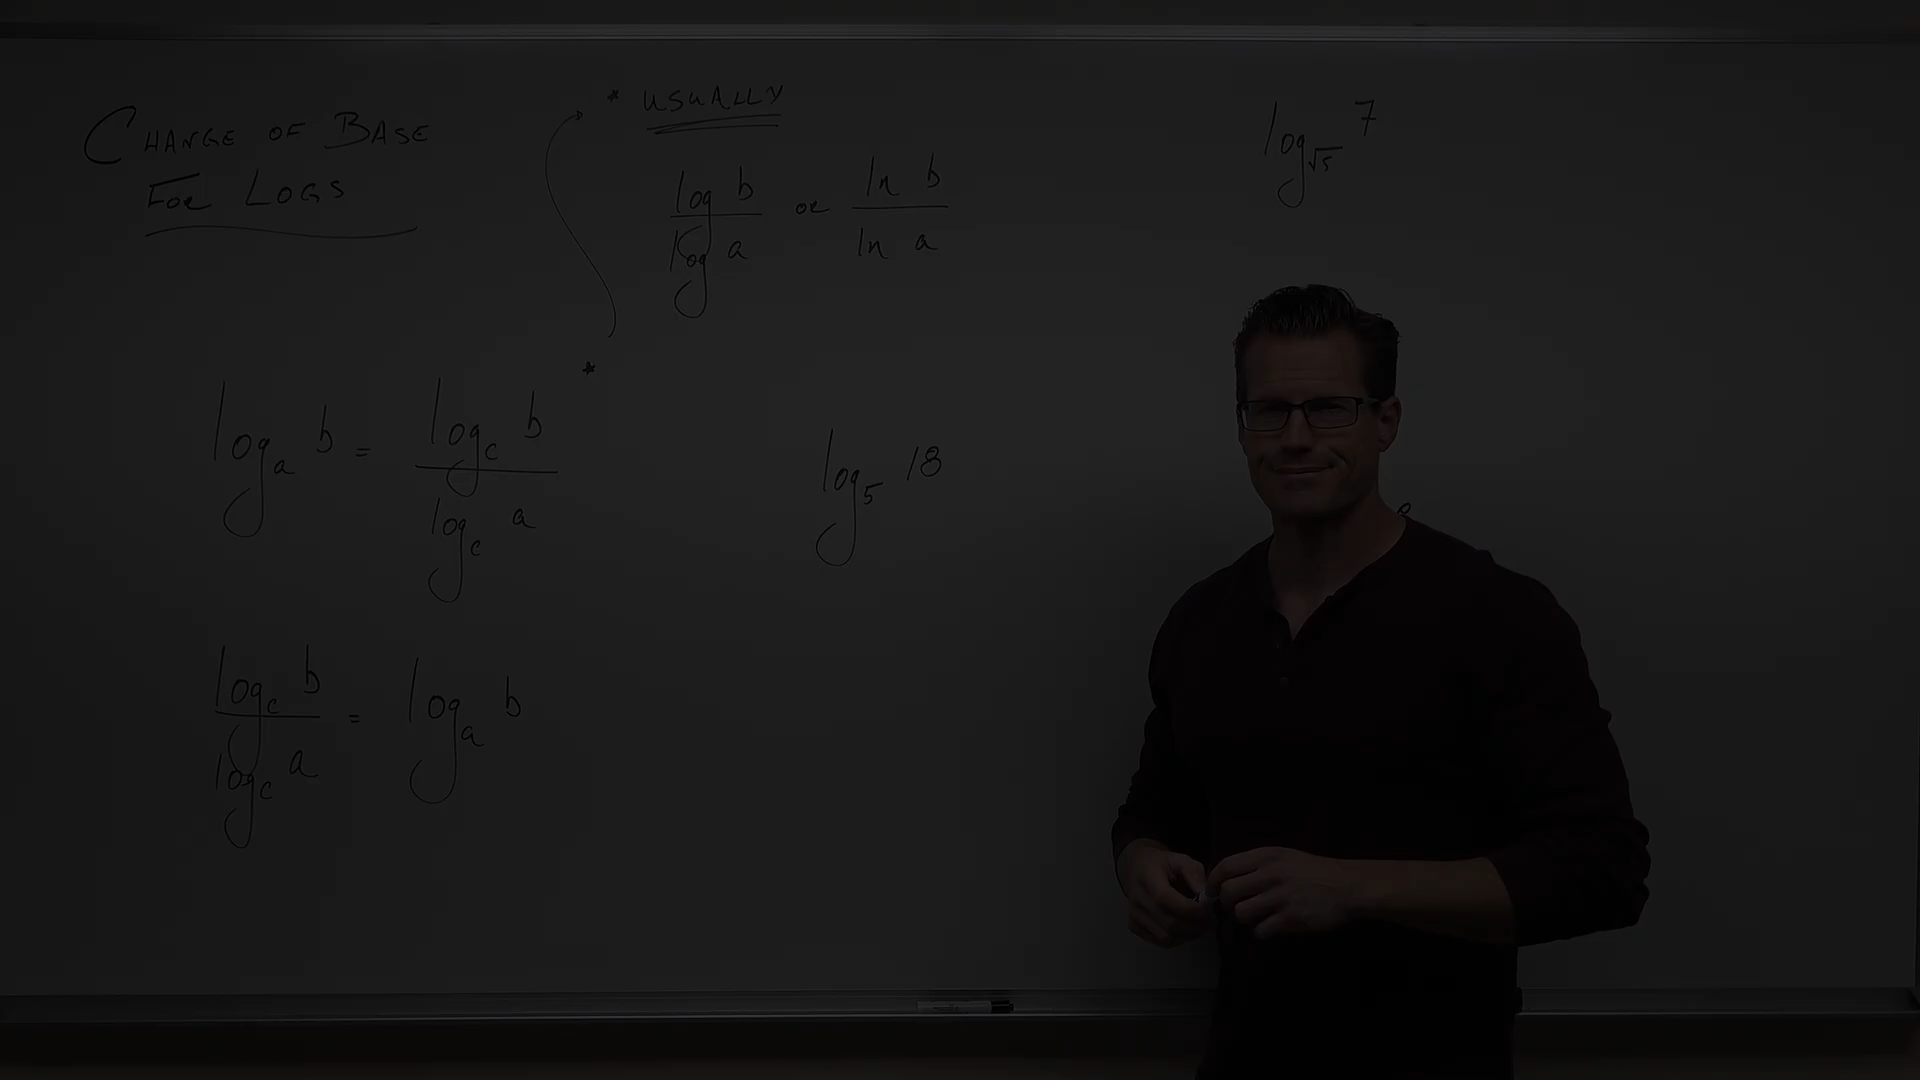 CHANGE OF BASE
FOR LOGS
* USUALLY
log b / log a or ln b / ln a
*
log_a b = log_c b / log_c a
log_c b / log_c a = log_a b
log_5 18
log_√5 7